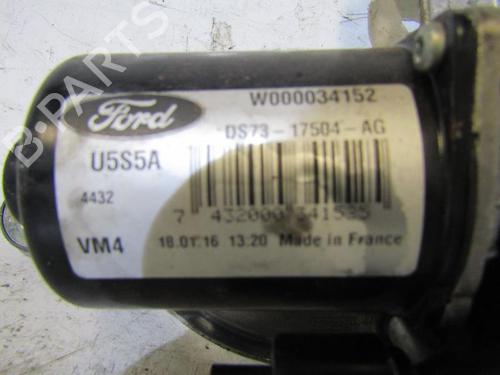 Ford
W000034152
DS73-17504-AG
U5S5A
4432
7 432000 341525
VM4
18.01.16 13:20 Made in France
B-PARTS